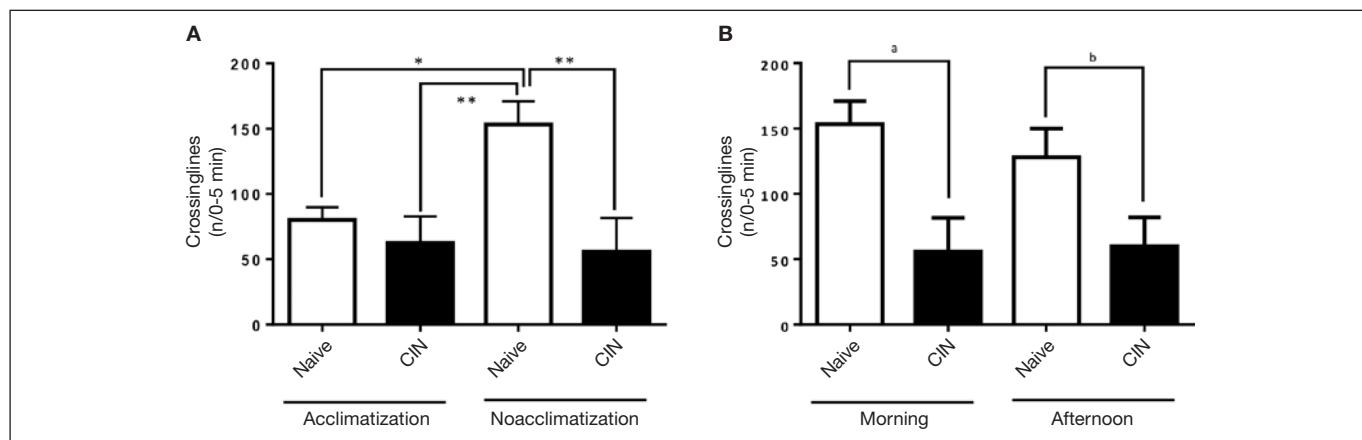 A
Crossinglines
(n/0-5 min)
200
150
100
50
0
*
**
**
Naive
CIN
Naive
CIN
Acclimatization
Noacclimatization
B
Crossinglines
(n/0-5 min)
200
150
100
50
0
a
b
Naive
CIN
Naive
CIN
Morning
Afternoon